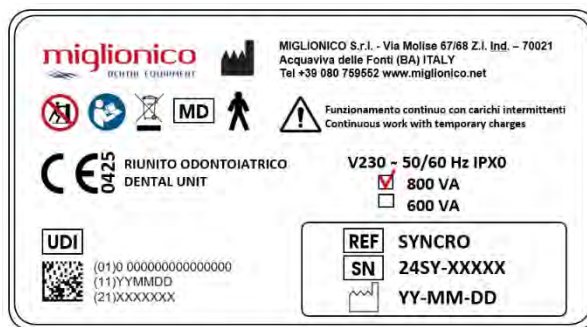 miglionico
DENTAL EQUIPMENT
MIGLIONICO S.r.l. - Via Molise 67/68 Z.I. Ind. – 70021
Acquaviva delle Fonti (BA) ITALY
Tel +39 080 759552 www.miglionico.net
MD
Funzionamento continuo con carichi intermittenti
Continuous work with temporary charges
CE 0425
RIUNITO ODONTOIATRICO
DENTAL UNIT
V230 ~ 50/60 Hz IPX0
800 VA
600 VA
UDI
(01)0 000000000000000
(11)YYMMDD
(21)XXXXXXX
REF SYNCRO
SN 24SY-XXXXX
YY-MM-DD